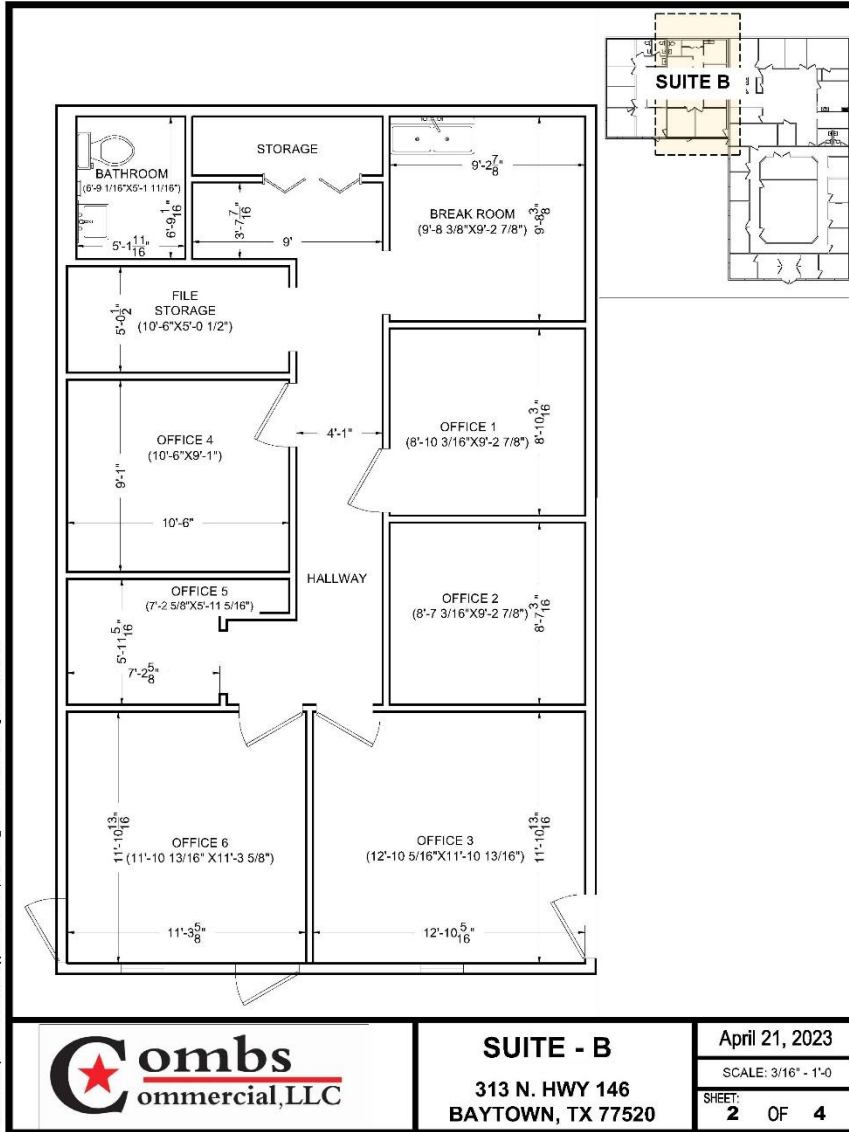 SUITE B
STORAGE
BATHROOM
(6'-9 1/16"X5'-1 11/16")
6'-9 1/16"
5'-1 11/16"
3'-7 7/16"
9'
9'-2 7/8"
BREAK ROOM
(9'-8 3/8"X9'-2 7/8")
9'-8 3/8"
FILE
STORAGE
(10'-6"X5'-0 1/2")
5'-0 1/2"
OFFICE 4
(10'-6"X9'-1")
9'-1"
10'-6"
4'-1"
OFFICE 1
(8'-10 3/16"X9'-2 7/8")
8'-10 3/16"
HALLWAY
OFFICE 5
(7'-2 5/8"X5'-11 5/16")
5'-11 5/16"
7'-2 5/8"
OFFICE 2
(8'-7 3/16"X9'-2 7/8")
8'-7 3/16"
OFFICE 6
(11'-10 13/16" X11'-3 5/8")
11'-10 13/16"
11'-3 5/8"
OFFICE 3
(12'-10 5/16"X11'-10 13/16")
11'-10 13/16"
12'-10 5/16"
Combs
Commercial,LLC
SUITE - B
313 N. HWY 146
BAYTOWN, TX 77520
April 21, 2023
SCALE: 3/16" - 1'-0
SHEET:
2 OF 4